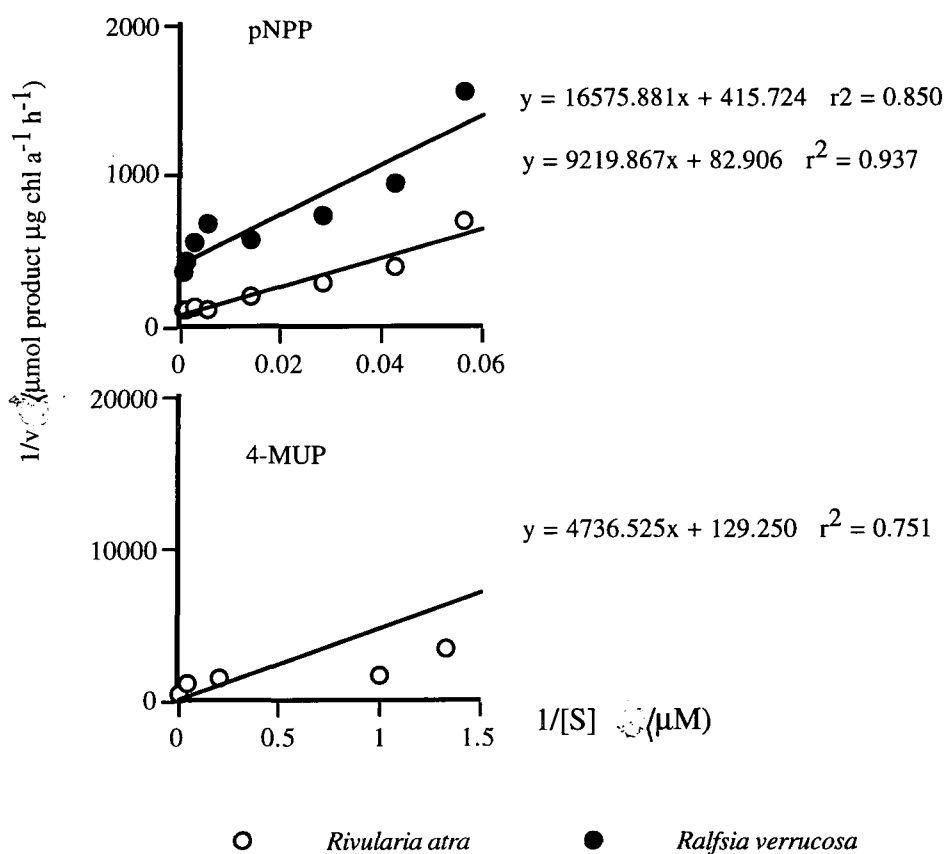 2000
pNPP
y = 16575.881x + 415.724 r2 = 0.850
1000
y = 9219.867x + 82.906 r² = 0.937
0
0 0.02 0.04 0.06
1/v /(μmol product μg chl a⁻¹ h⁻¹)
20000
4-MUP
y = 4736.525x + 129.250 r² = 0.751
10000
0
0 0.5 1 1.5
1/[S] /(μM)
Rivularia atra Ralfsia verrucosa